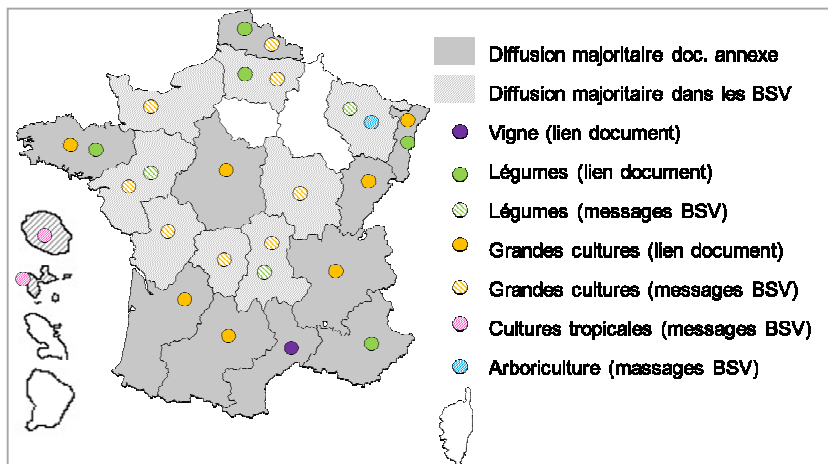 Diffusion majoritaire doc. annexe
Diffusion majoritaire dans les BSV
Vigne (lien document)
Légumes (lien document)
Légumes (messages BSV)
Grandes cultures (lien document)
Grandes cultures (messages BSV)
Cultures tropicales (messages BSV)
Arboriculture (massages BSV)